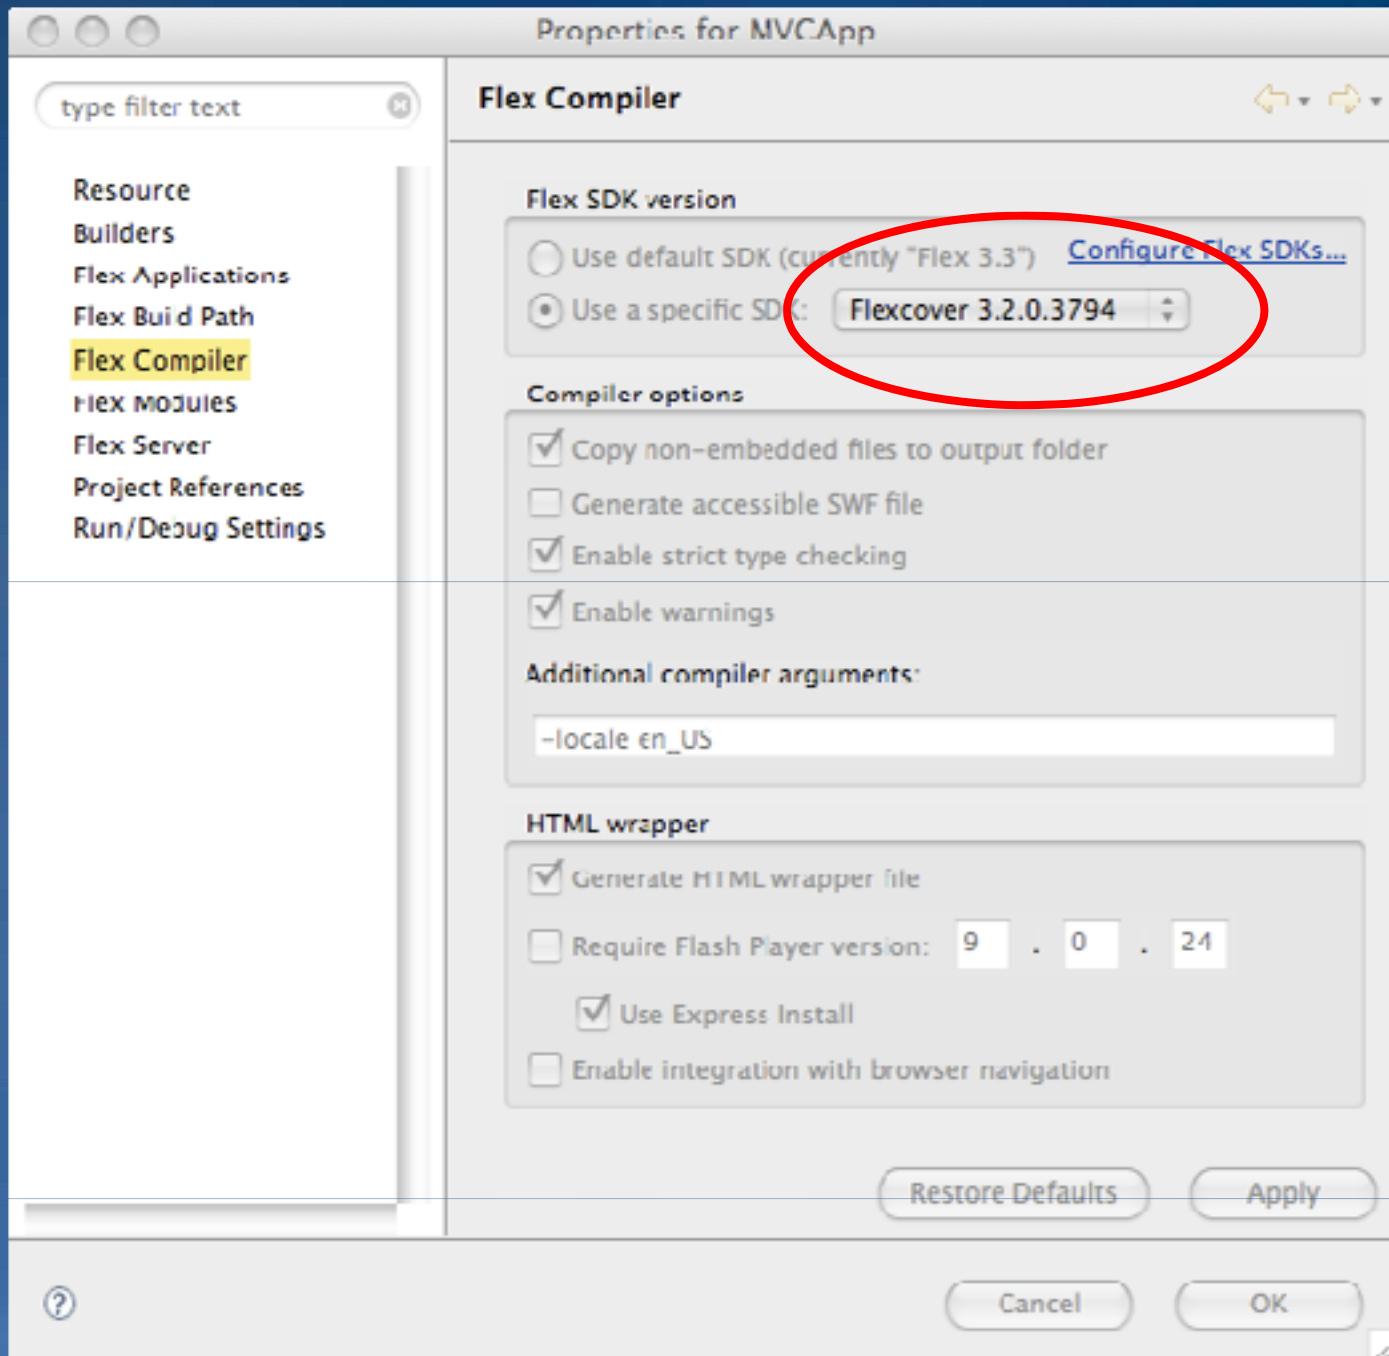 Properties for MVCApp
type filter text
Resource
Builders
Flex Applications
Flex Build Path
Flex Compiler
Flex Modules
Flex Server
Project References
Run/Debug Settings
Flex Compiler
Flex SDK version
Use default SDK (currently "Flex 3.3") Configure Flex SDKs...
Use a specific SDK: Flexcover 3.2.0.3794
Compiler options
Copy non-embedded files to output folder
Generate accessible SWF file
Enable strict type checking
Enable warnings
Additional compiler arguments:
-locale en_US
HTML wrapper
Generate HTML wrapper file
Require Flash Player version: 9 . 0 . 24
Use Express Install
Enable integration with browser navigation
Restore Defaults Apply
? Cancel OK